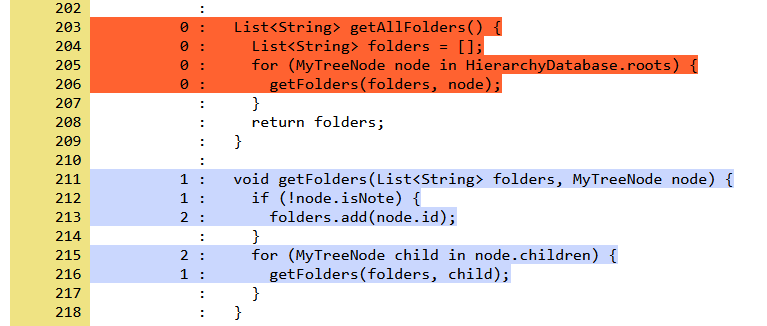 202 :
203 0 : List<String> getAllFolders() {
204 0 : List<String> folders = [];
205 0 : for (MyTreeNode node in HierarchyDatabase.roots) {
206 0 : getFolders(folders, node);
207 : }
208 : return folders;
209 : }
210 :
211 1 : void getFolders(List<String> folders, MyTreeNode node) {
212 1 : if (!node.isNote) {
213 2 : folders.add(node.id);
214 : }
215 2 : for (MyTreeNode child in node.children) {
216 1 : getFolders(folders, child);
217 : }
218 : }